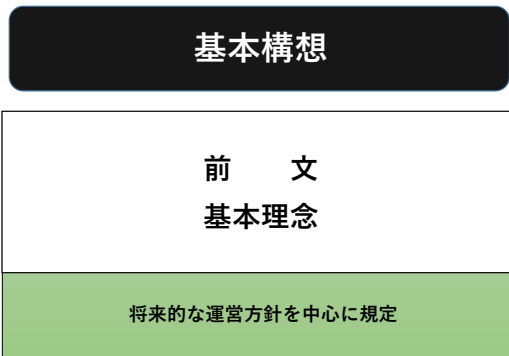 基本構想
前　　文
基本理念
将来的な運営方針を中心に規定